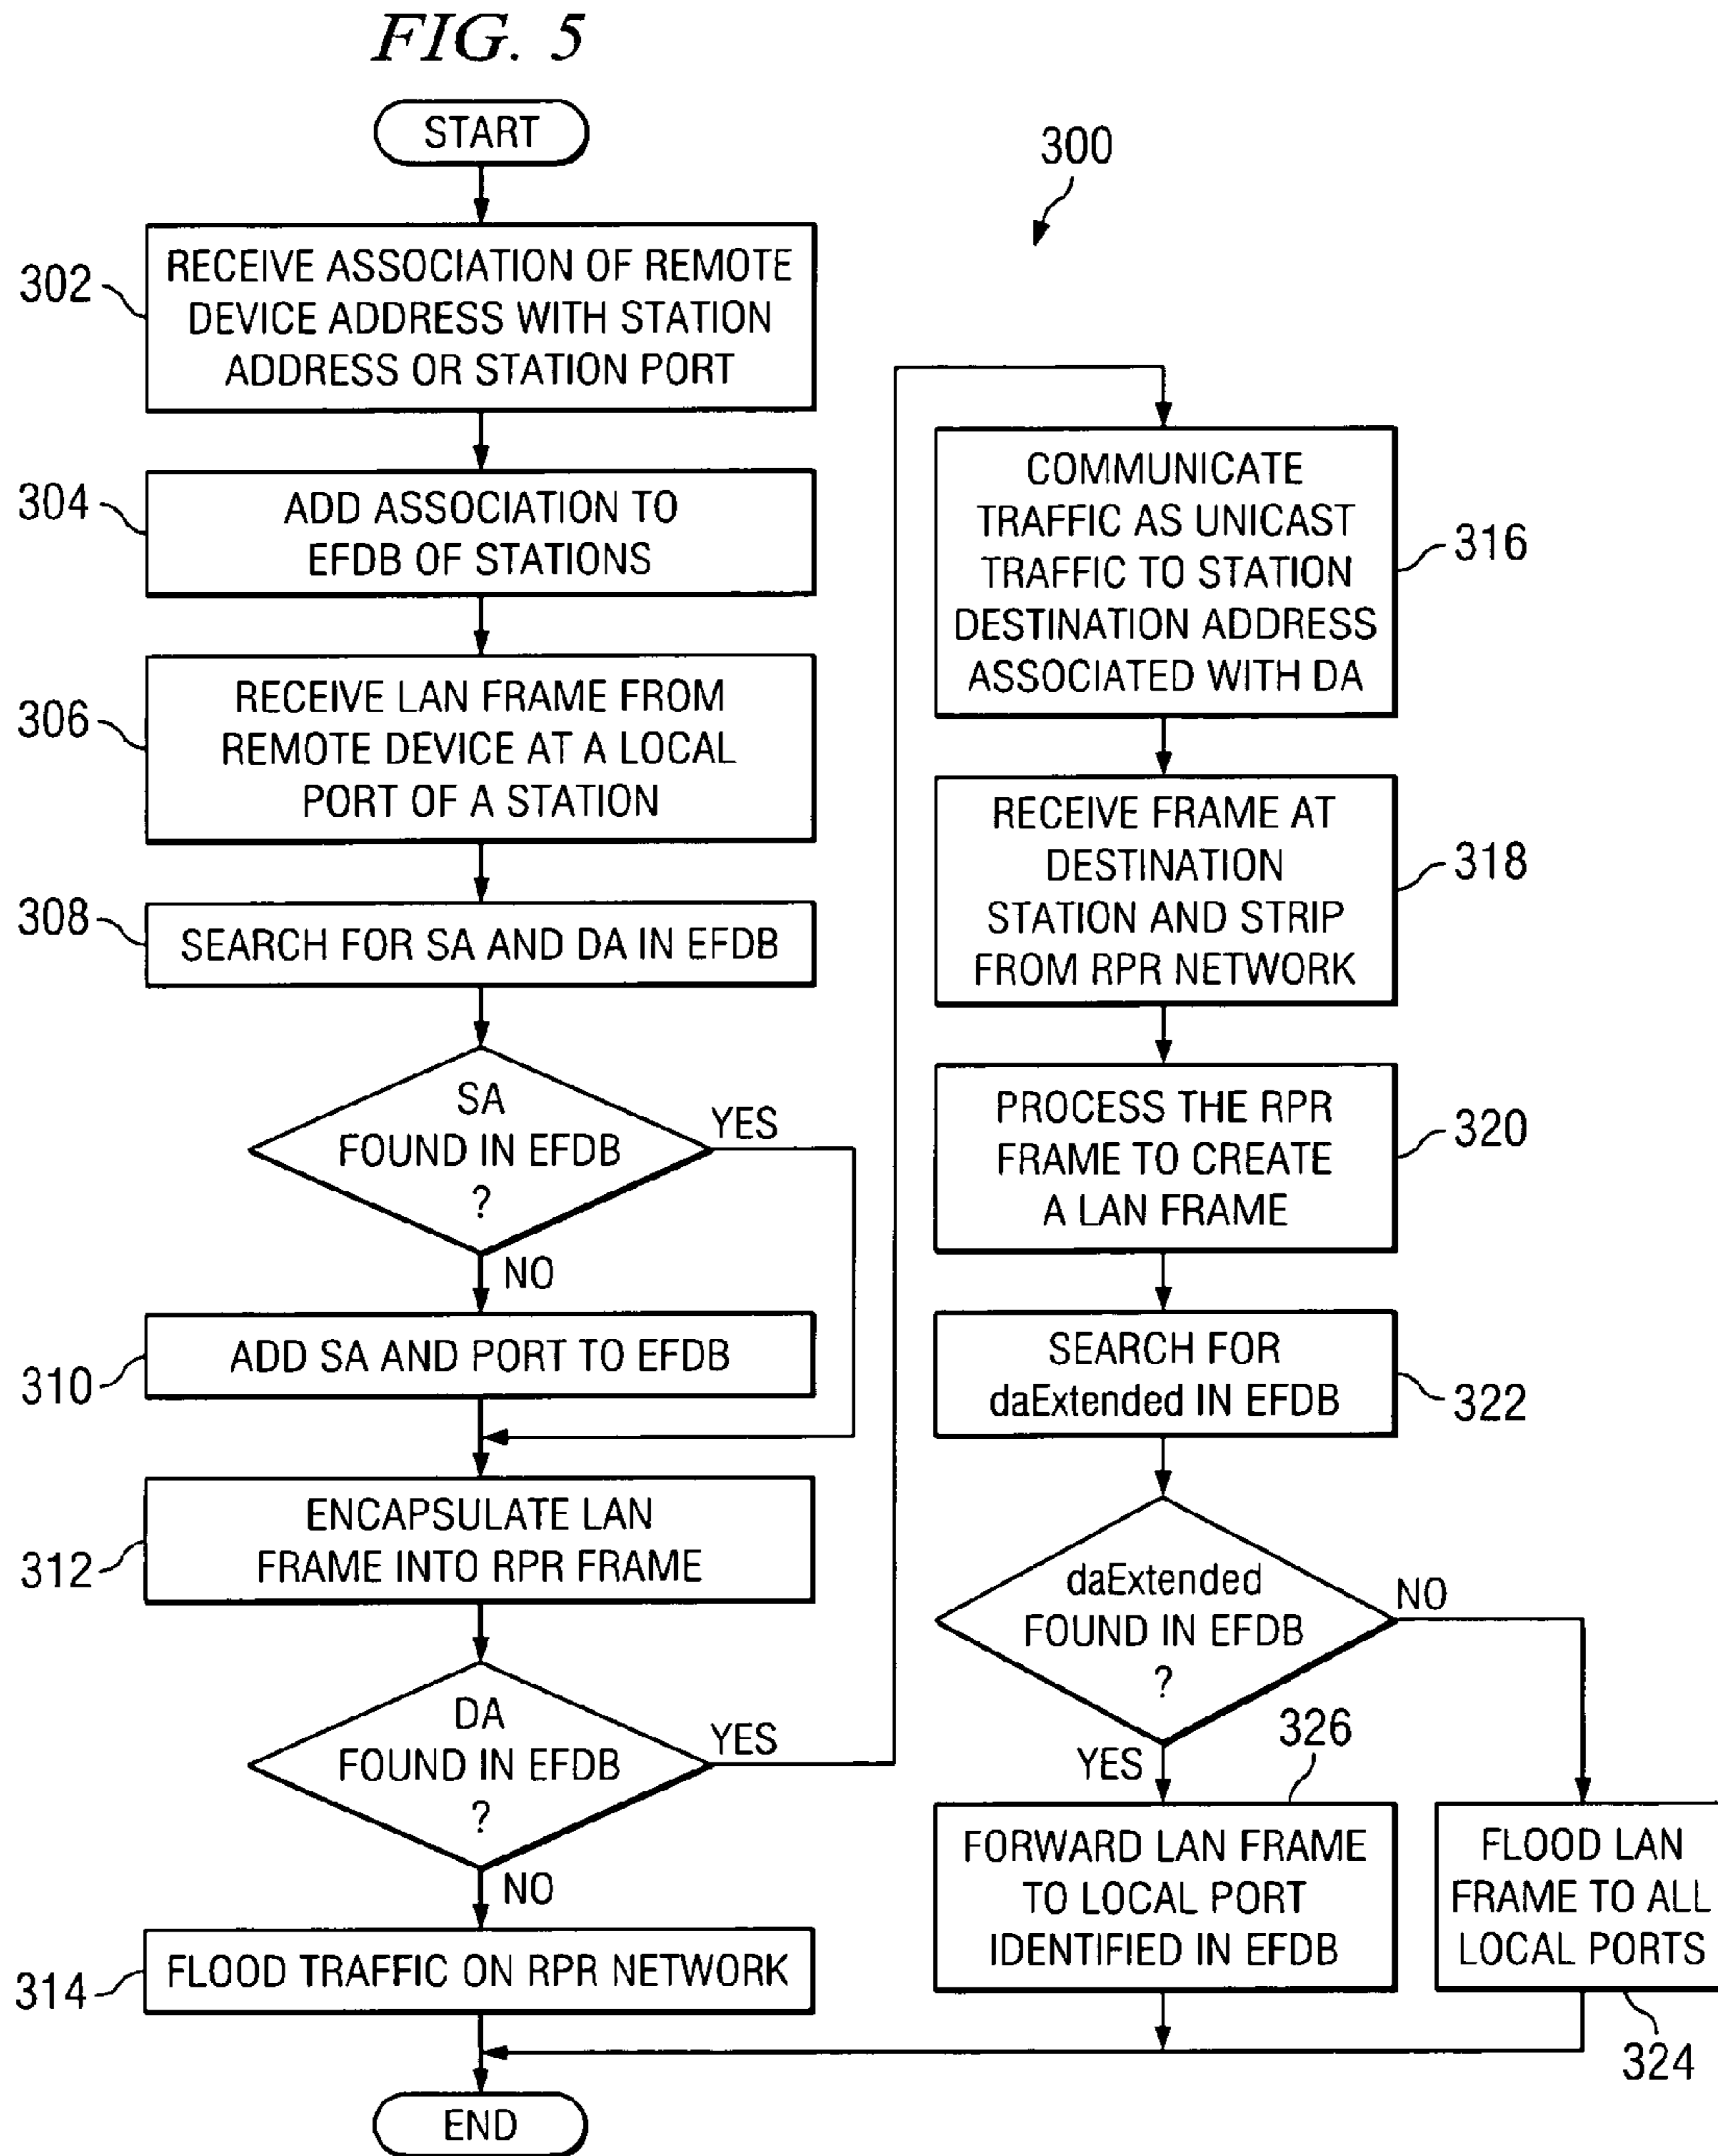 FIG. 5
START
300
302
RECEIVE ASSOCIATION OF REMOTE
DEVICE ADDRESS WITH STATION
ADDRESS OR STATION PORT
304
ADD ASSOCIATION TO
EFDB OF STATIONS
306
RECEIVE LAN FRAME FROM
REMOTE DEVICE AT A LOCAL
PORT OF A STATION
308
SEARCH FOR SA AND DA IN EFDB
SA
FOUND IN EFDB
?
YES
NO
310
ADD SA AND PORT TO EFDB
312
ENCAPSULATE LAN
FRAME INTO RPR FRAME
DA
FOUND IN EFDB
?
YES
NO
314
FLOOD TRAFFIC ON RPR NETWORK
END
COMMUNICATE
TRAFFIC AS UNICAST
TRAFFIC TO STATION
DESTINATION ADDRESS
ASSOCIATED WITH DA
316
RECEIVE FRAME AT
DESTINATION
STATION AND STRIP
FROM RPR NETWORK
318
PROCESS THE RPR
FRAME TO CREATE
A LAN FRAME
320
SEARCH FOR
daExtended IN EFDB
322
daExtended
FOUND IN EFDB
?
NO
YES
326
FORWARD LAN FRAME
TO LOCAL PORT
IDENTIFIED IN EFDB
FLOOD LAN
FRAME TO ALL
LOCAL PORTS
324